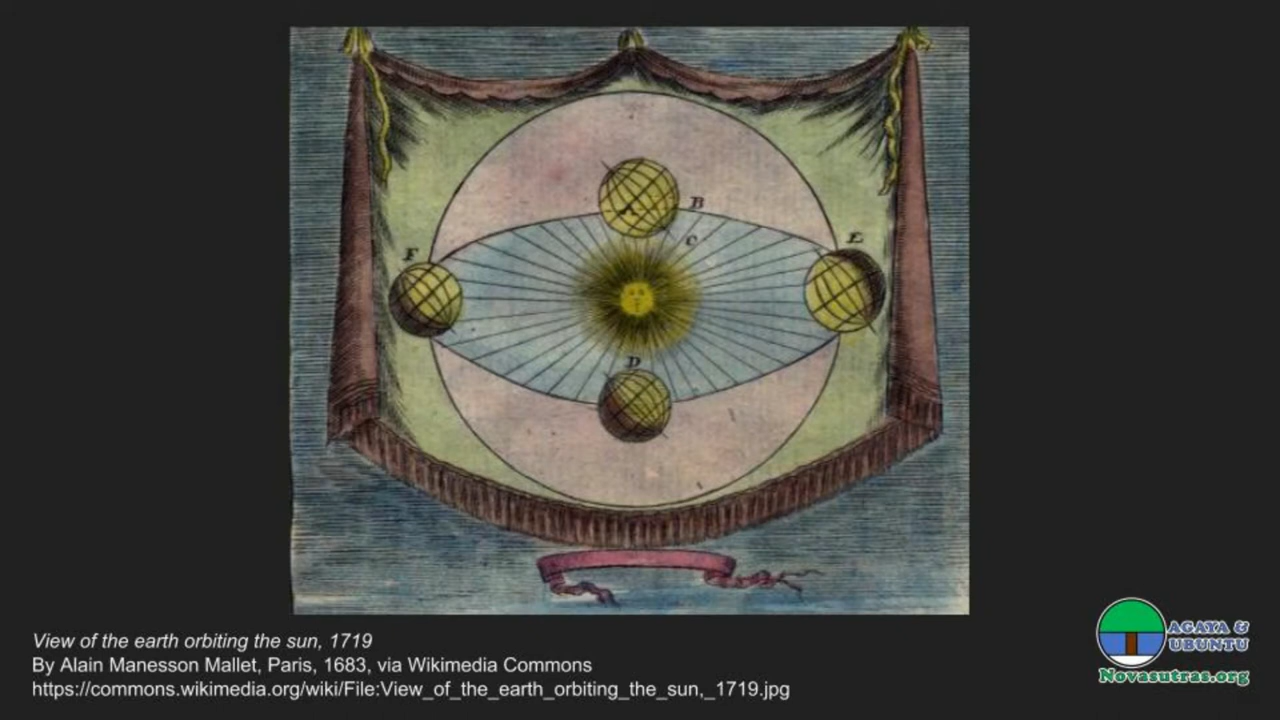 B
C
E
F
A
D
View of the earth orbiting the sun, 1719
By Alain Manesson Mallet, Paris, 1683, via Wikimedia Commons
https://commons.wikimedia.org/wiki/File:View_of_the_earth_orbiting_the_sun,_1719.jpg
AGAYA &
UBUNTU
Novasutras.org